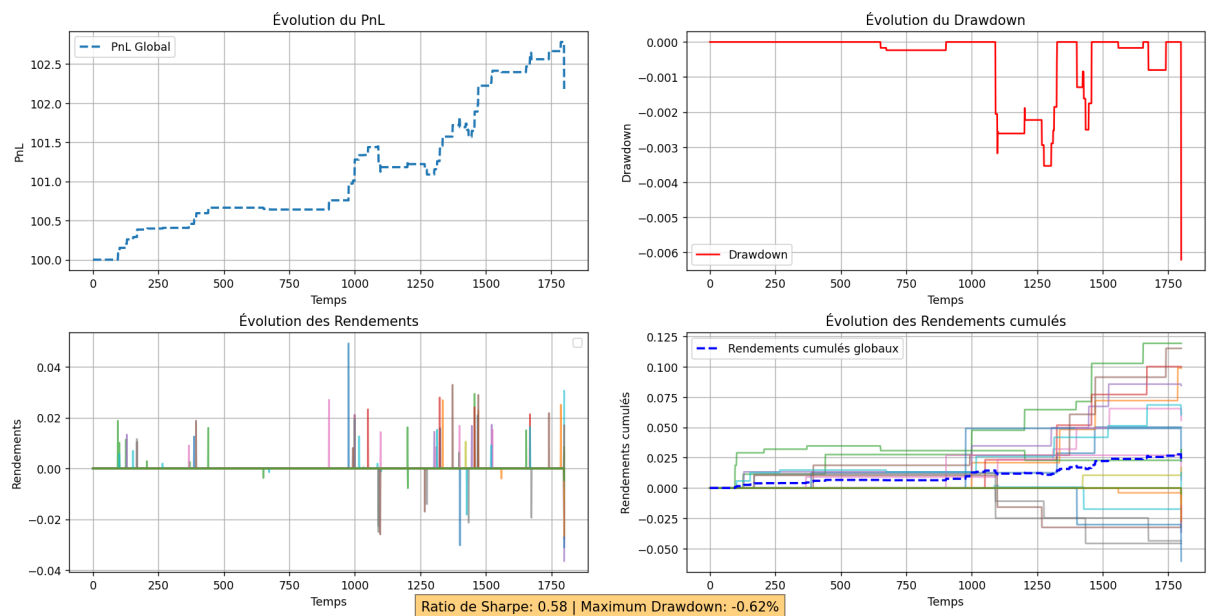 Évolution du PnL
PnL Global
102.5
102.0
101.5
101.0
100.5
100.0
PnL
0 250 500 750 1000 1250 1500 1750
Temps
Évolution du Drawdown
0.000
−0.001
−0.002
−0.003
−0.004
−0.005
−0.006
Drawdown
Drawdown
0 250 500 750 1000 1250 1500 1750
Temps
Évolution des Rendements
0.04
0.02
0.00
−0.02
−0.04
Rendements
0 250 500 750 1000 1250 1500 1750
Temps
Évolution des Rendements cumulés
Rendements cumulés globaux
0.125
0.100
0.075
0.050
0.025
0.000
−0.025
−0.050
Rendements cumulés
0 250 500 750 1000 1250 1500 1750
Temps
Ratio de Sharpe: 0.58 | Maximum Drawdown: -0.62%